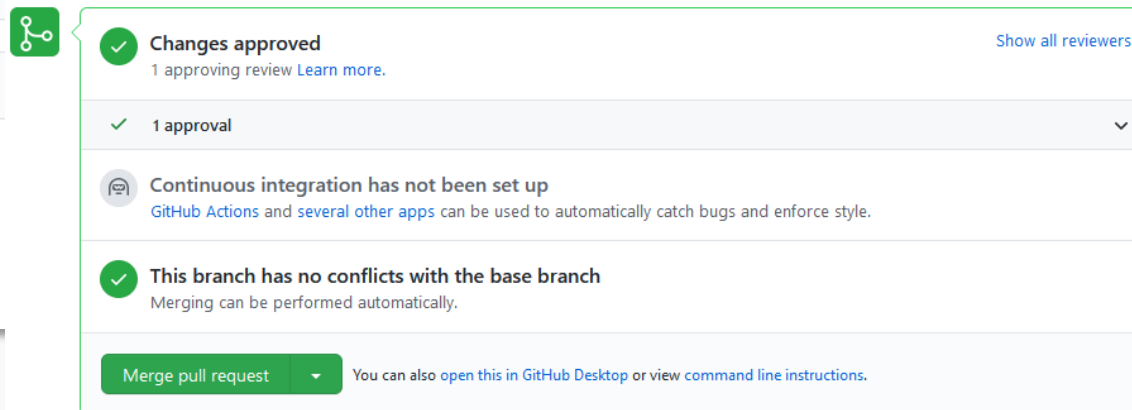 Changes approved
Show all reviewers
1 approving review Learn more.
1 approval
Continuous integration has not been set up
GitHub Actions and several other apps can be used to automatically catch bugs and enforce style.
This branch has no conflicts with the base branch
Merging can be performed automatically.
Merge pull request
You can also open this in GitHub Desktop or view command line instructions.